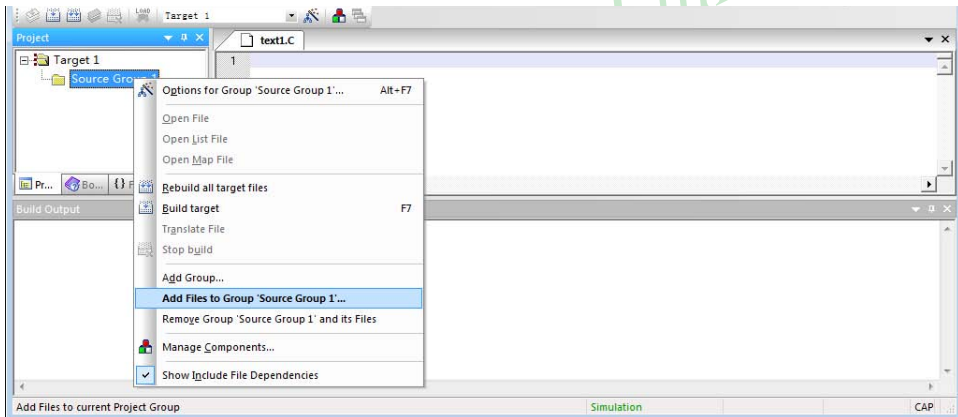 LOAD
Target 1
Project
text1.C
Target 1
1
Source Group 1
Options for Group 'Source Group 1'... Alt+F7
Open File
Open List File
Open Map File
Pr... Bo... {} F
Rebuild all target files
Build Output
Build target F7
Translate File
Stop build
Add Group...
Add Files to Group 'Source Group 1'...
Remove Group 'Source Group 1' and its Files
Manage Components...
Show Include File Dependencies
Add Files to current Project Group Simulation CAP